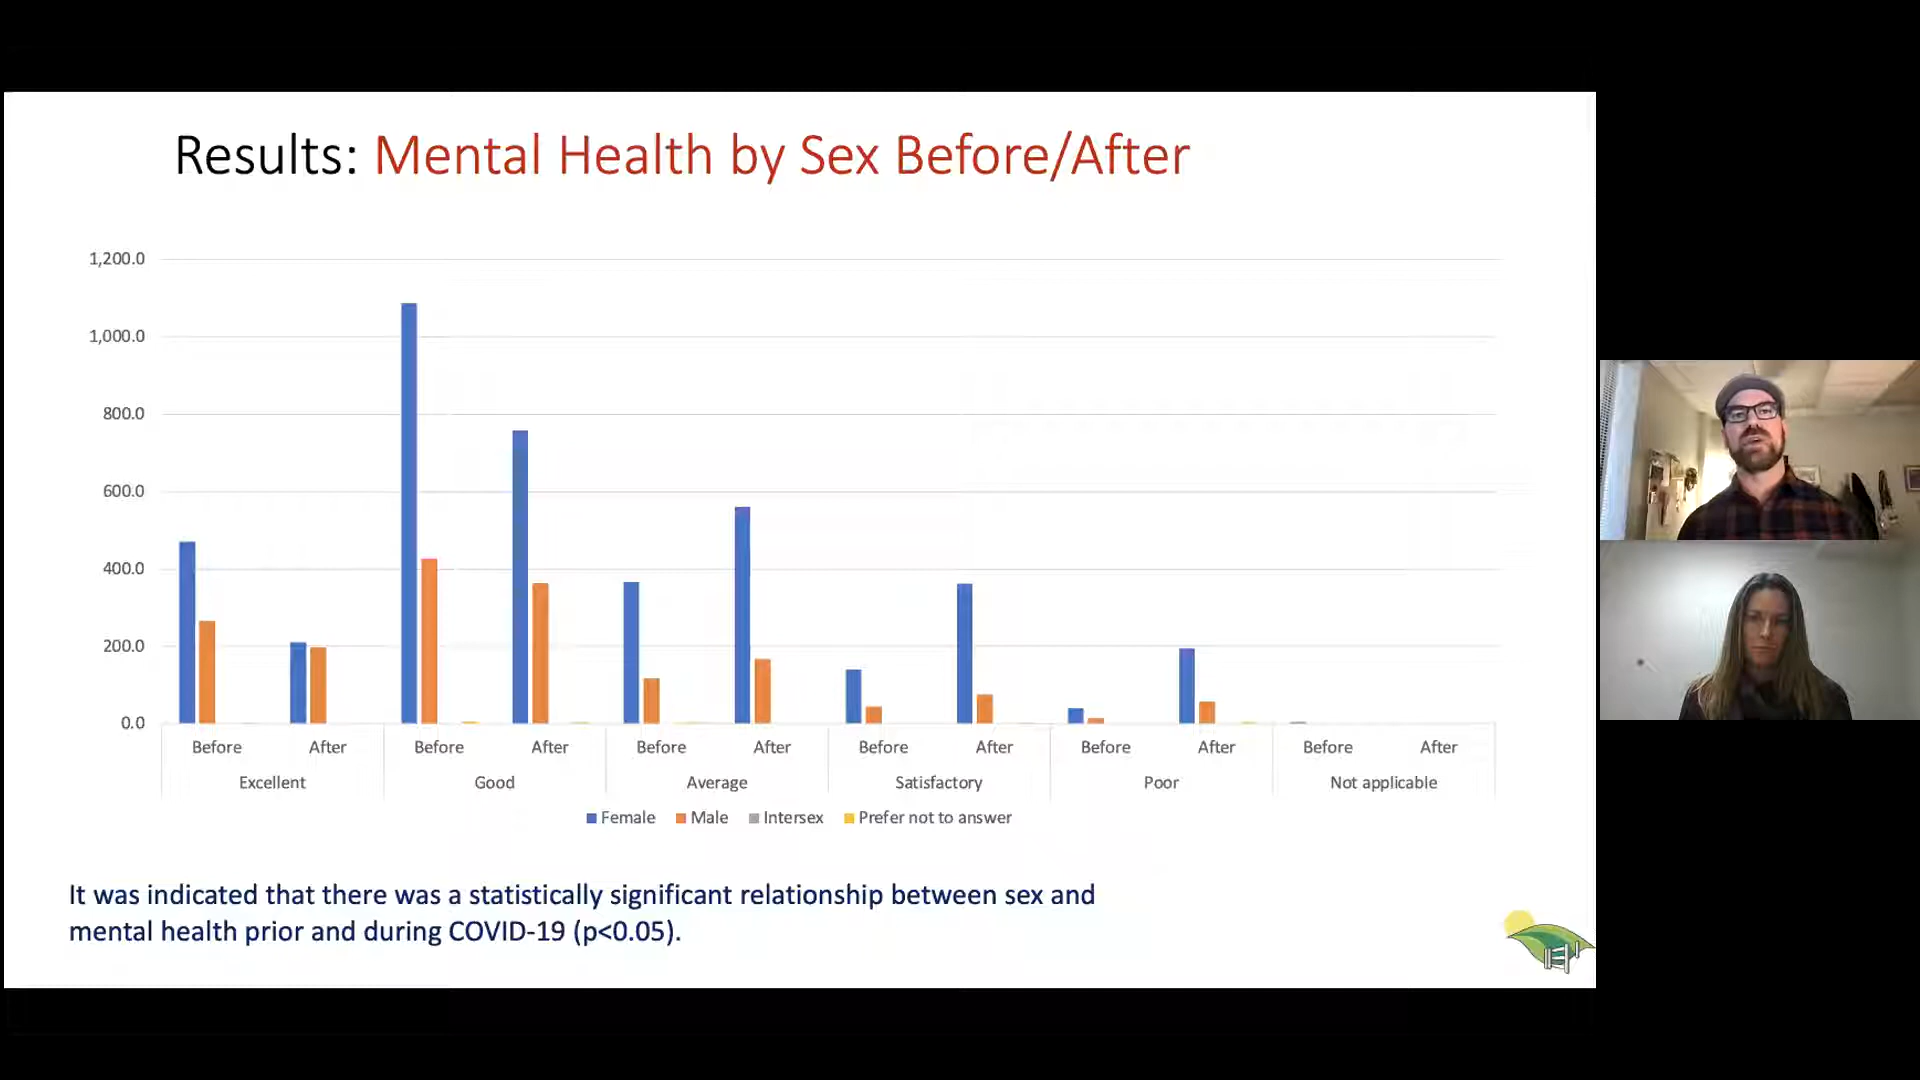 Results: Mental Health by Sex Before/After
1,200.0
1,000.0
800.0
600.0
400.0
200.0
0.0
Before After Before After Before After Before After Before After Before After
Excellent Good Average Satisfactory Poor Not applicable
Female Male Intersex Prefer not to answer
It was indicated that there was a statistically significant relationship between sex and
mental health prior and during COVID-19 (p<0.05).